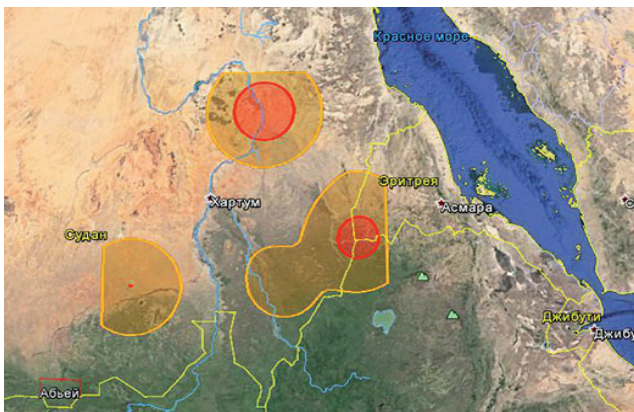 Красное море
Эритрея
Хартум
Асмара
Судан
Джибути
Джибу
Абьей